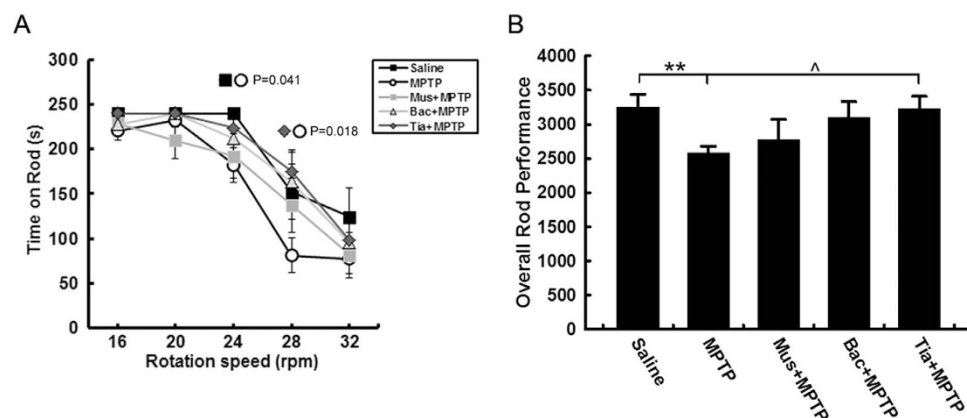 A
300
250
200
150
100
50
0
Time on Rod (s)
16 20 24 28 32
Rotation speed (rpm)
P=0.041
P=0.018
Saline
MPTP
Mus+MPTP
Bac+MPTP
Tia+MPTP
B
4000
3500
3000
2500
2000
1500
1000
500
0
Overall Rod Performance
** ^
Saline
MPTP
Mus+MPTP
Bac+MPTP
Tia+MPTP